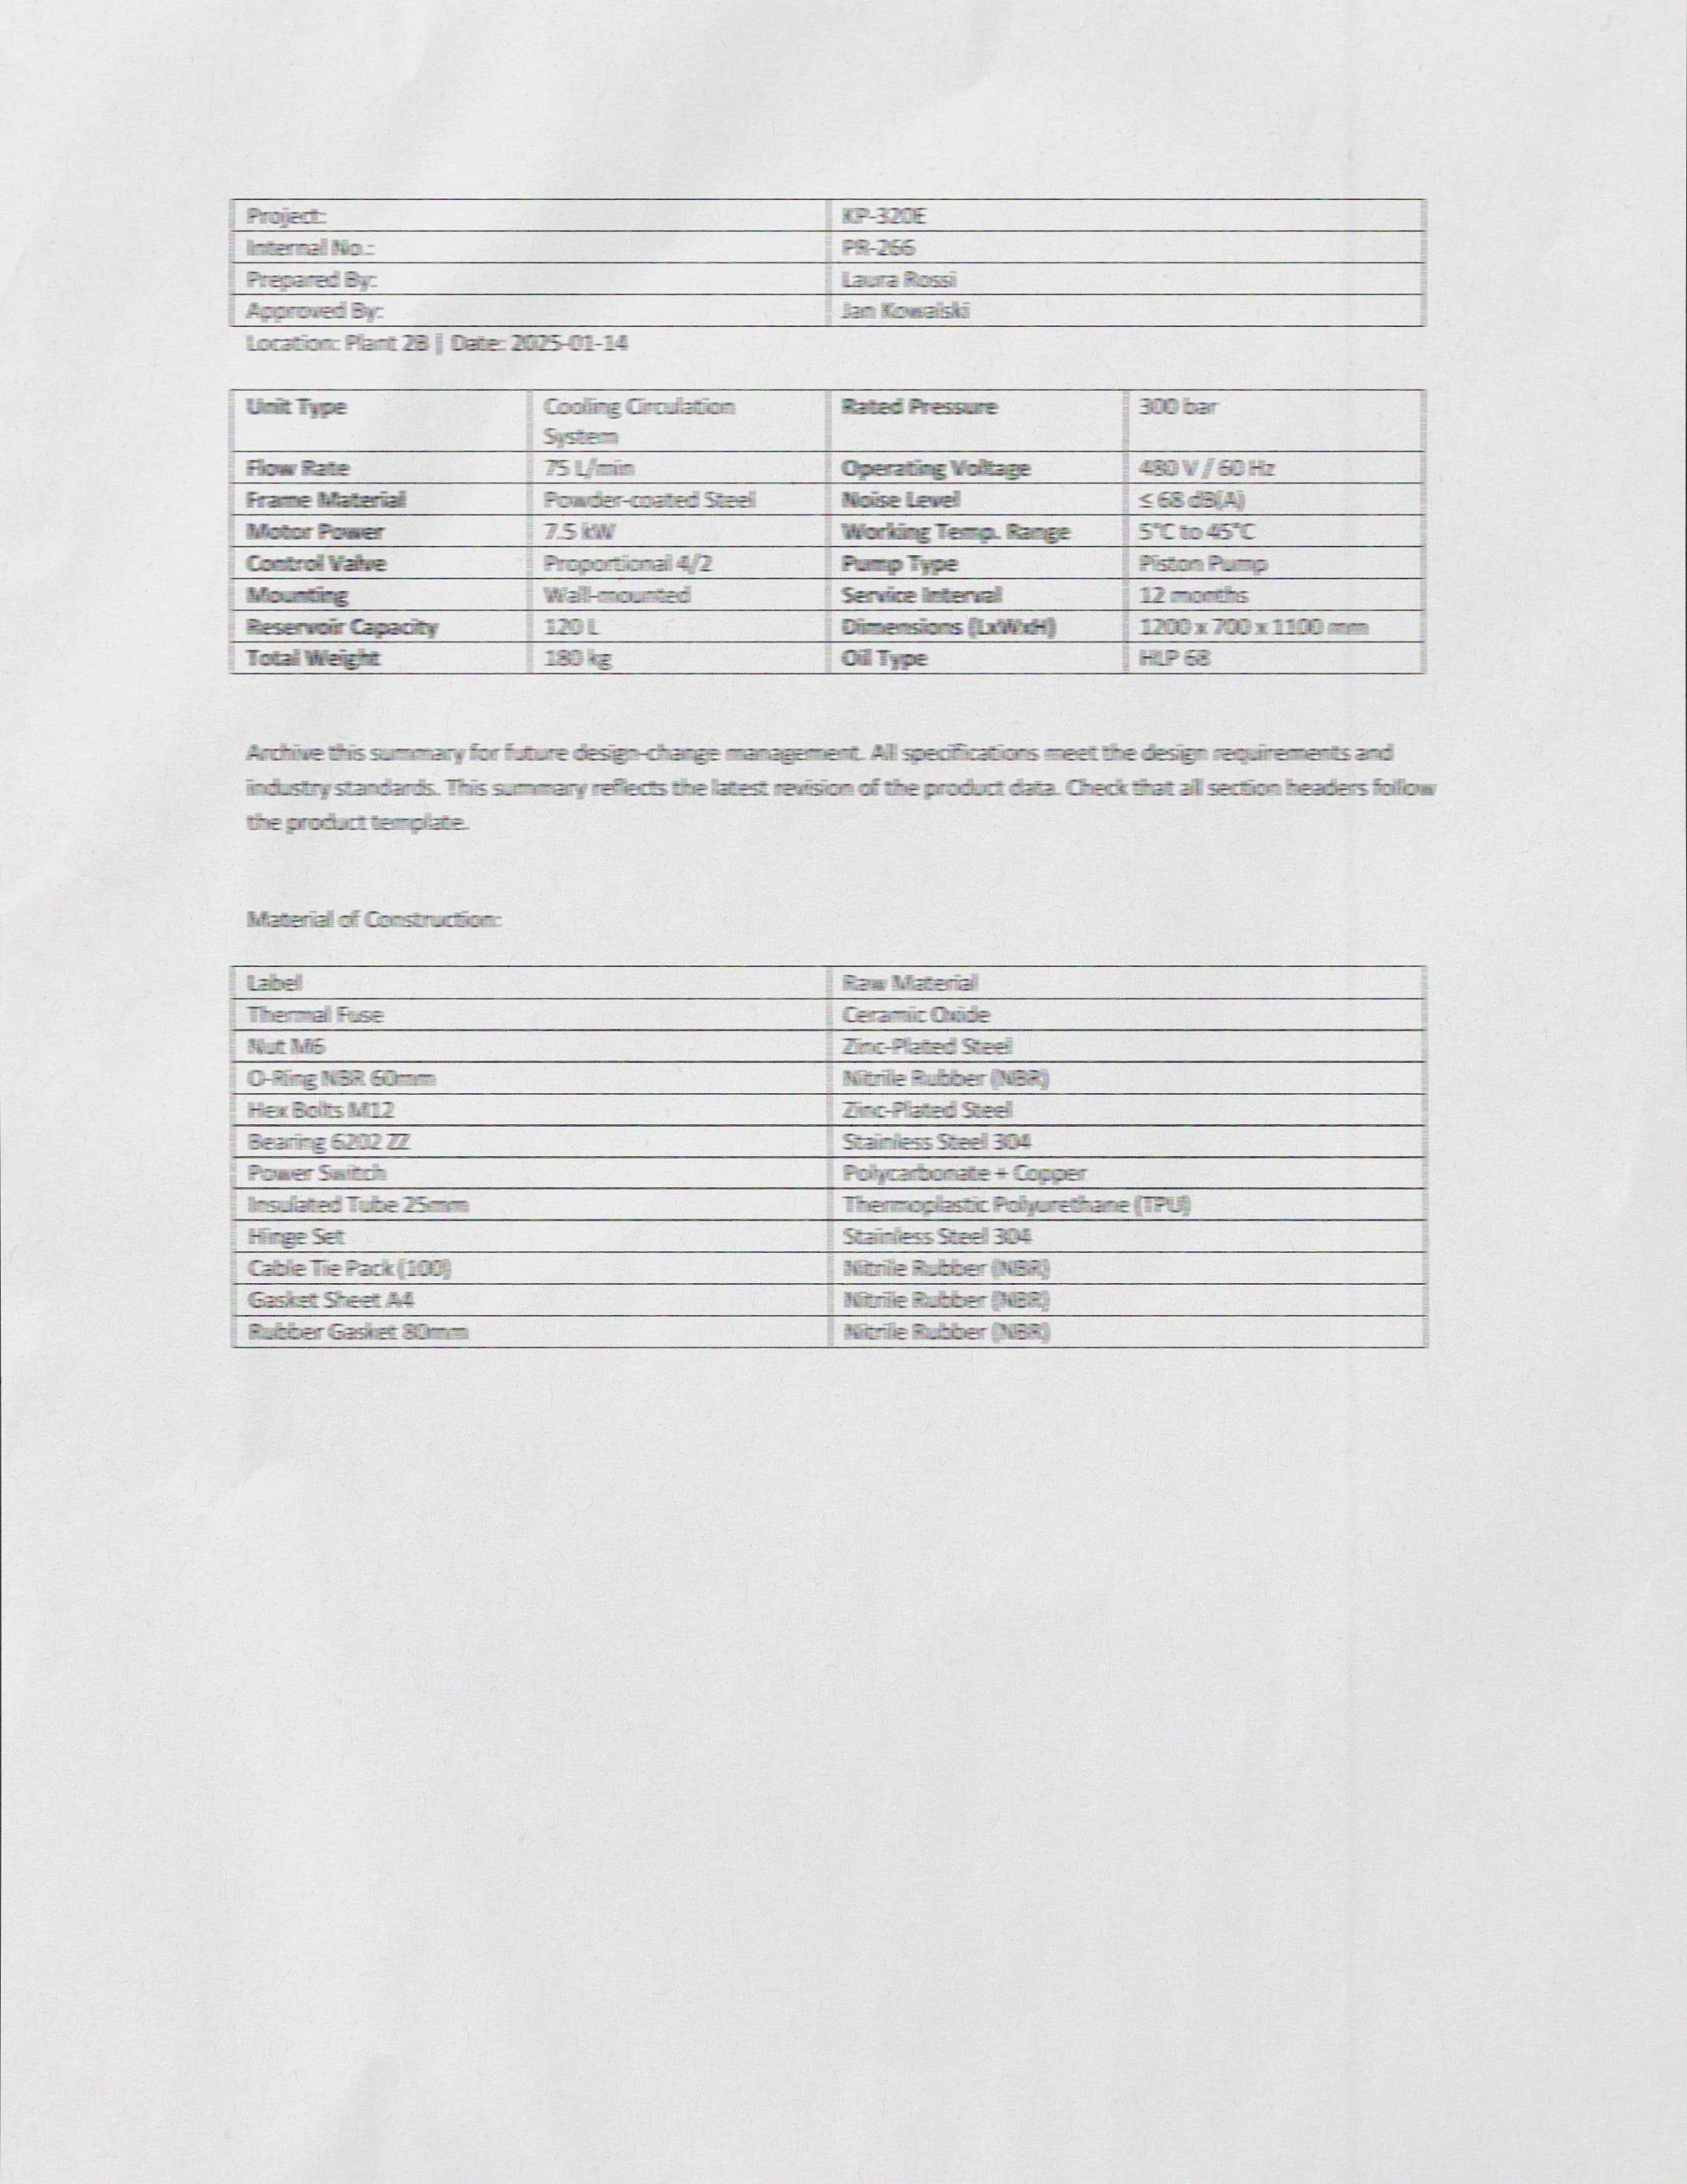 Project: KP-320E
Internal No.: PR-266
Prepared By: Laura Rossi
Approved By: Jan Kowalski
Location: Plant 2B | Date: 2025-01-14
Unit Type Cooling Circulation Rated Pressure 300 bar
System
Flow Rate 75 L/min Operating Voltage 480 V / 60 Hz
Frame Material Powder-coated Steel Noise Level ≤ 68 dB(A)
Motor Power 7.5 kW Working Temp. Range 5°C to 45°C
Control Valve Proportional 4/2 Pump Type Piston Pump
Mounting Wall-mounted Service Interval 12 months
Reservoir Capacity 120 L Dimensions (LxWxH) 1200 x 700 x 1100 mm
Total Weight 180 kg Oil Type HLP 68
Archive this summary for future design-change management. All specifications meet the design requirements and
industry standards. This summary reflects the latest revision of the product data. Check that all section headers follow
the product template.
Material of Construction:
Label Raw Material
Thermal Fuse Ceramic Oxide
Nut M6 Zinc-Plated Steel
O-Ring NBR 60mm Nitrile Rubber (NBR)
Hex Bolts M12 Zinc-Plated Steel
Bearing 6202 ZZ Stainless Steel 304
Power Switch Polycarbonate + Copper
Insulated Tube 25mm Thermoplastic Polyurethane (TPU)
Hinge Set Stainless Steel 304
Cable Tie Pack (100) Nitrile Rubber (NBR)
Gasket Sheet A4 Nitrile Rubber (NBR)
Rubber Gasket 80mm Nitrile Rubber (NBR)